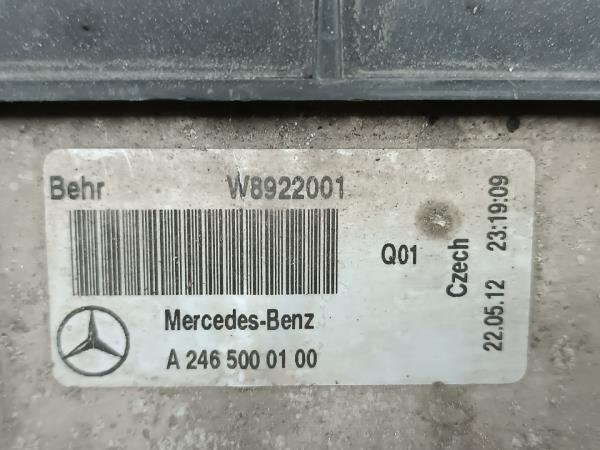 Behr W8922001
Q01
Mercedes-Benz
A 246 500 01 00
Czech
22.05.12 23:19:09